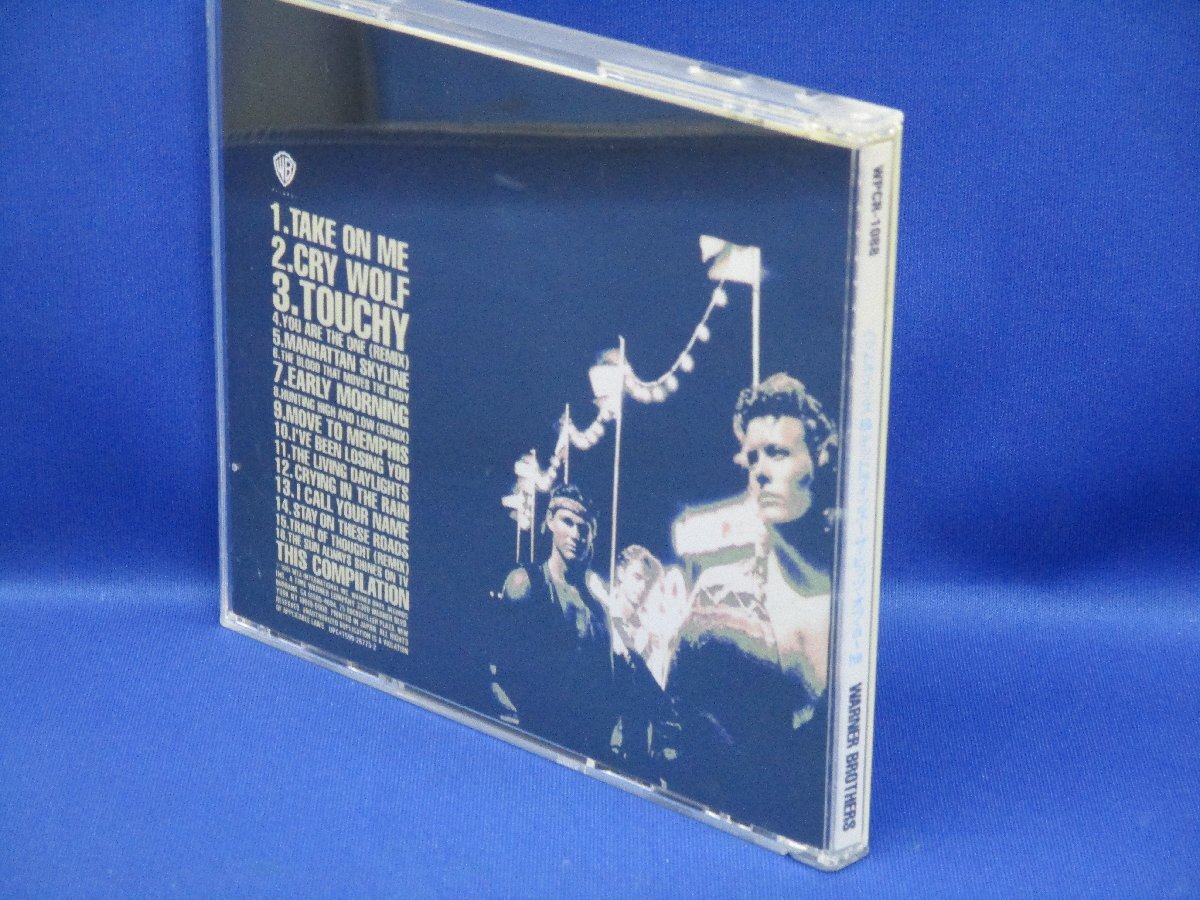 WB
1.TAKE ON ME
2.CRY WOLF
3.TOUCHY
4.YOU ARE THE ONE (REMIX)
5.MANHATTAN SKYLINE
6.THE BLOOD THAT MOVES THE BODY
7.EARLY MORNING
8.HUNTING HIGH AND LOW (REMIX)
9.MOVE TO MEMPHIS
10.I'VE BEEN LOSING YOU
11.THE LIVING DAYLIGHTS
12.CRYING IN THE RAIN
13.I CALL YOUR NAME
14.STAY ON THESE ROADS
15.TRAIN OF THOUGHT (REMIX)
16.THE SUN ALWAYS SHINES ON TV
THIS COMPILATION
WPCR-1088
WARNER BROTHERS